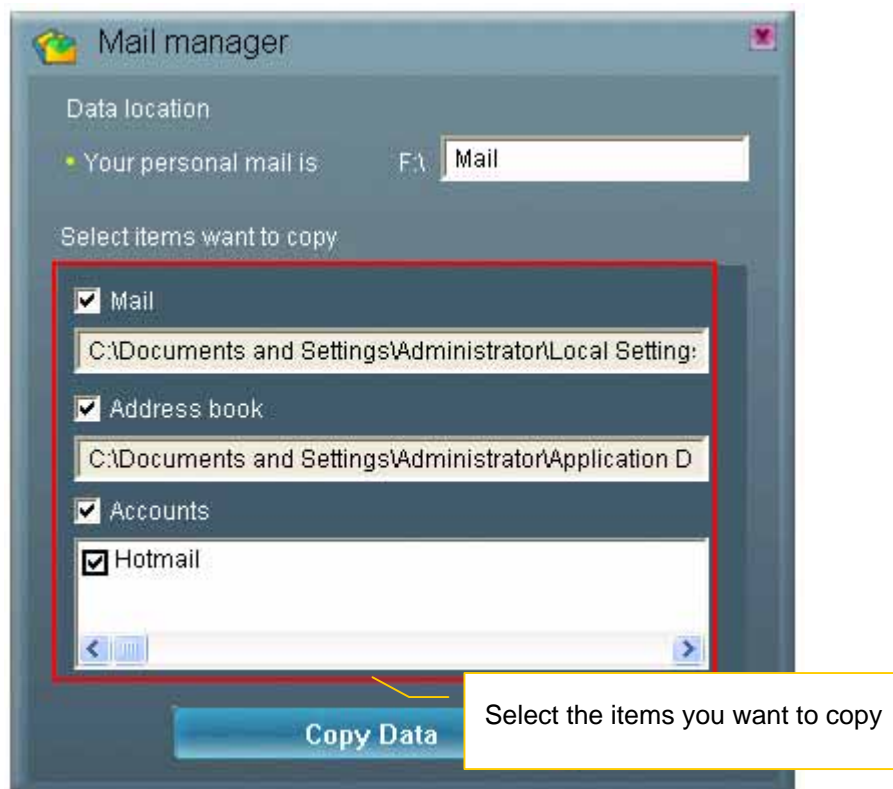 Mail manager
Data location
Your personal mail is F:\ Mail
Select items want to copy
Mail
C:\Documents and Settings\Administrator\Local Settings
Address book
C:\Documents and Settings\Administrator\Application D
Accounts
Hotmail
Copy Data
Select the items you want to copy